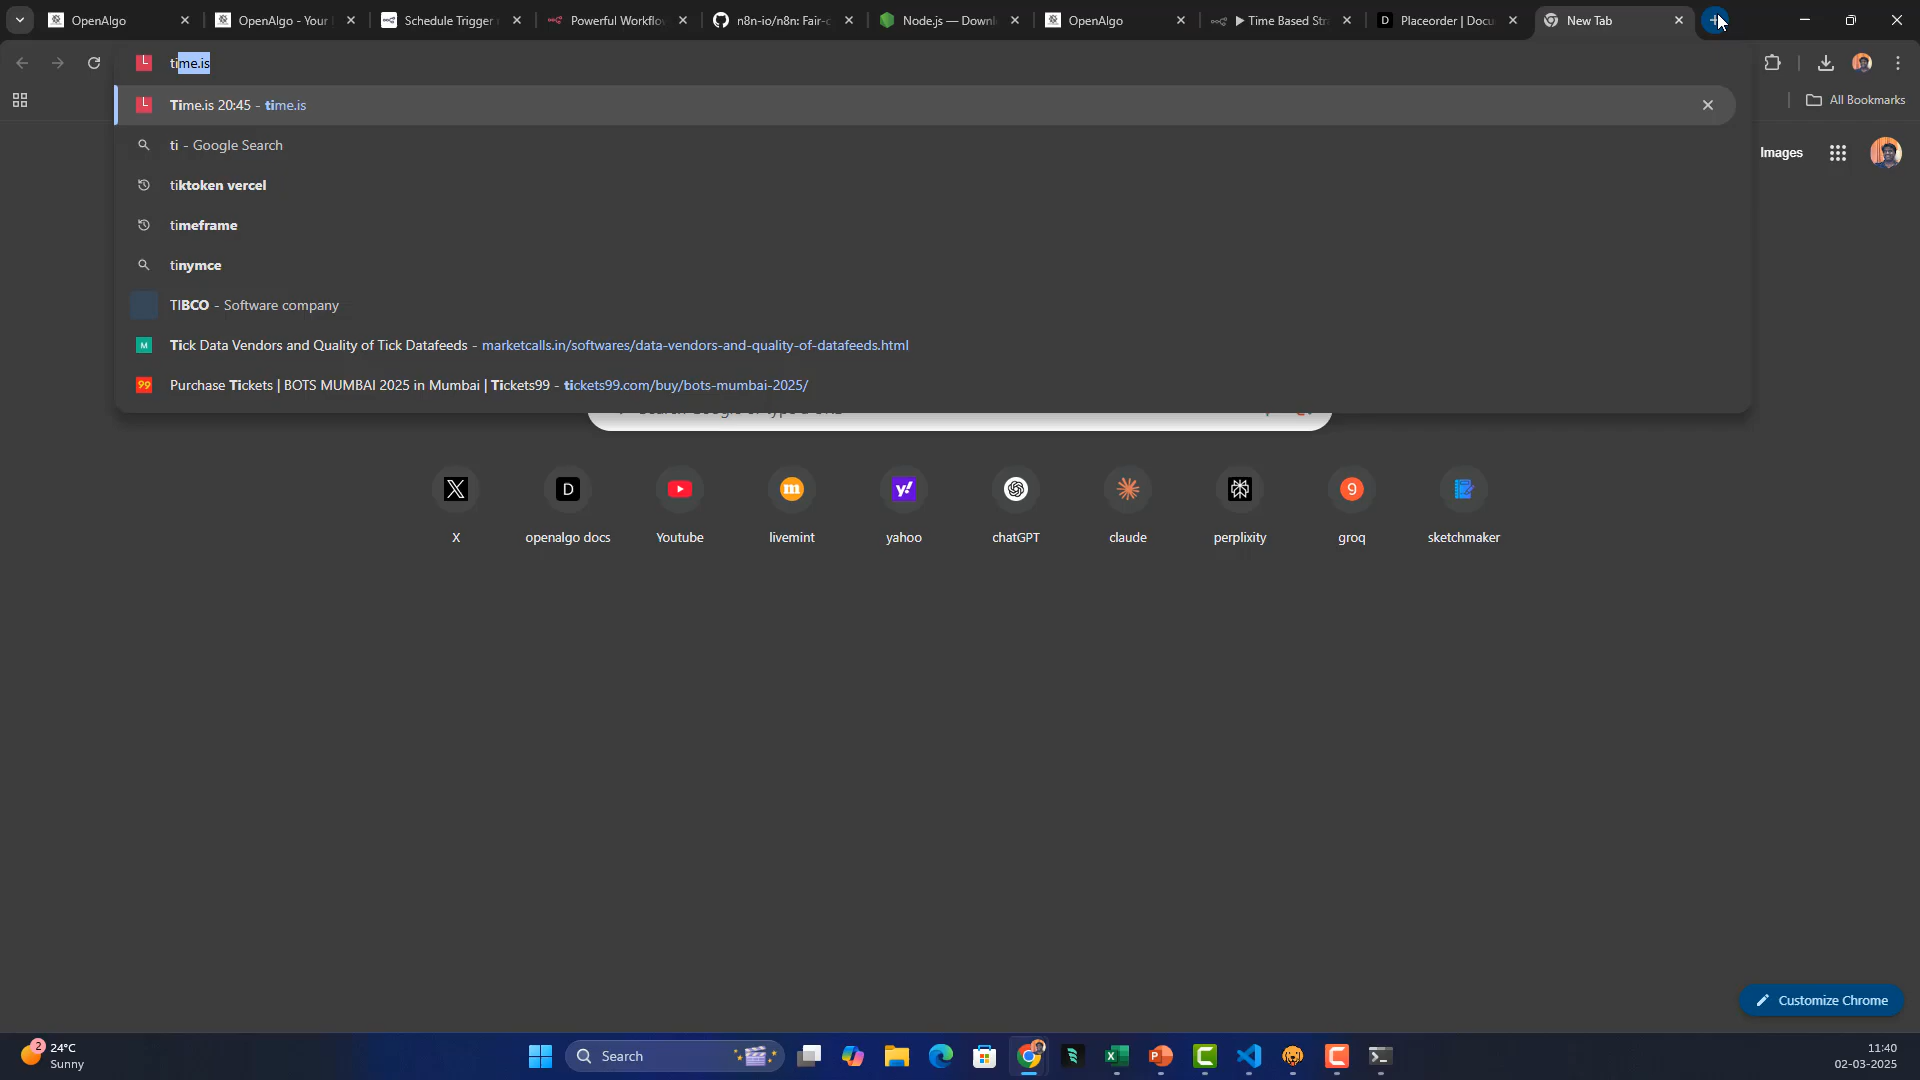 OpenAlgo
OpenAlgo - Your
Schedule Trigger
Powerful Workflo
n8n-io/n8n: Fair-c
Node.js — Downl
OpenAlgo
▶ Time Based Str
Placeorder | Docu
New Tab
time.is
All Bookmarks
Time.is 20:45 - time.is
ti - Google Search
Images
tiktoken vercel
timeframe
tinymce
TIBCO - Software company
Tick Data Vendors and Quality of Tick Datafeeds - marketcalls.in/softwares/data-vendors-and-quality-of-datafeeds.html
Purchase Tickets | BOTS MUMBAI 2025 in Mumbai | Tickets99 - tickets99.com/buy/bots-mumbai-2025/
X
openalgo docs
Youtube
livemint
yahoo
chatGPT
claude
perplixity
groq
sketchmaker
Customize Chrome
2
24°C
Sunny
Search
11:40
02-03-2025